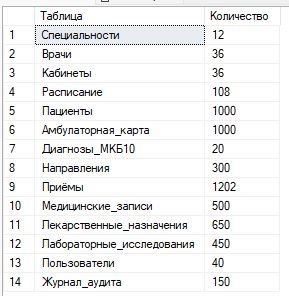 Таблица Количество
1 Специальности 12
2 Врачи 36
3 Кабинеты 36
4 Расписание 108
5 Пациенты 1000
6 Амбулаторная_карта 1000
7 Диагнозы_МКБ10 20
8 Направления 300
9 Приёмы 1202
10 Медицинские_записи 500
11 Лекарственные_назначения 650
12 Лабораторные_исследования 450
13 Пользователи 40
14 Журнал_аудита 150